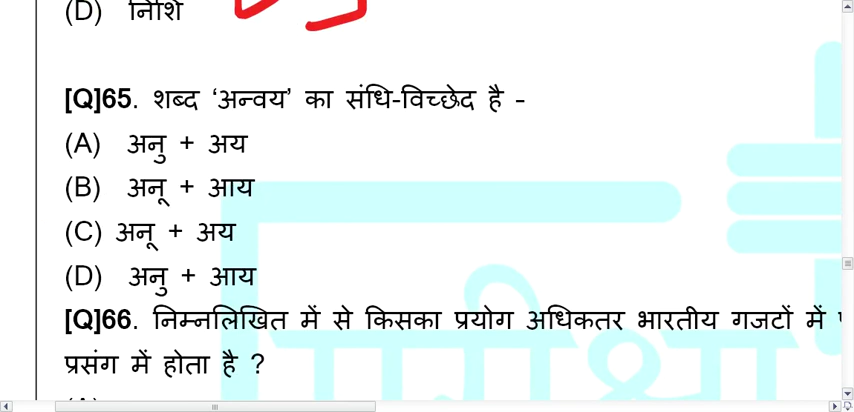 (D) निशि
[Q]65. शब्द ‘अन्वय’ का संधि-विच्छेद है -
(A) अनु + अय
(B) अनू + आय
(C) अनू + अय
(D) अनु + आय
[Q]66. निम्नलिखित में से किसका प्रयोग अधिकतर भारतीय गजटों में
प्रसंग में होता है ?